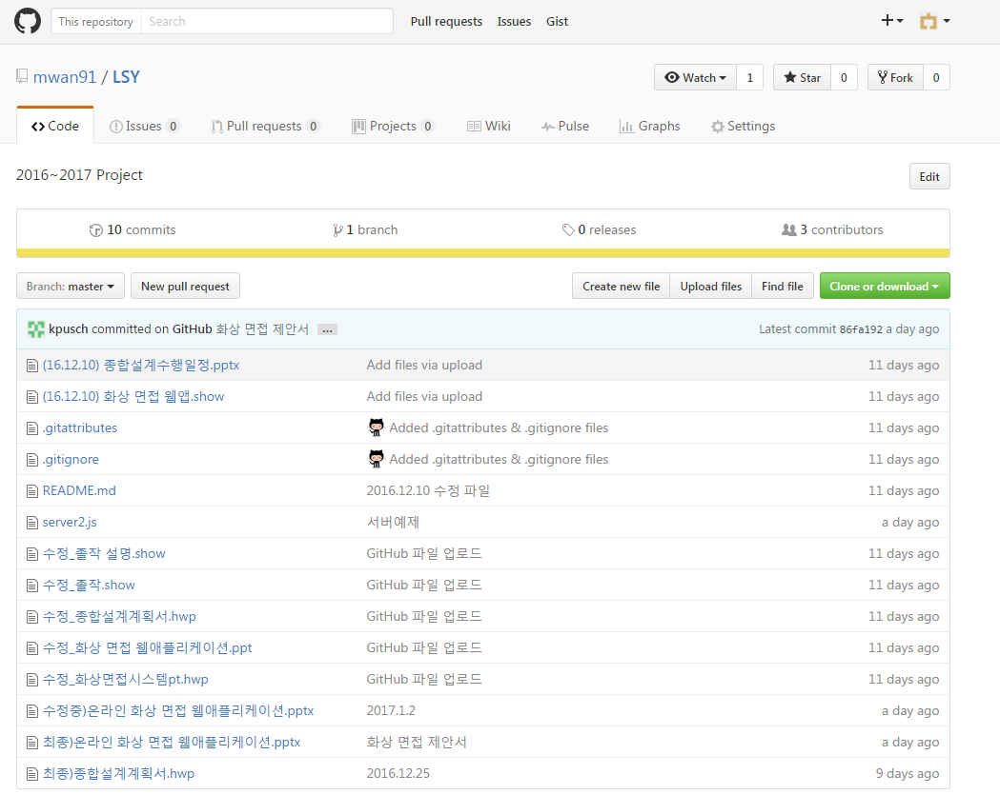 This repository Search Pull requests Issues Gist
mwan91 / LSY Watch 1 Star 0 Fork 0
Code Issues 0 Pull requests 0 Projects 0 Wiki Pulse Graphs Settings
2016~2017 Project Edit
10 commits 1 branch 0 releases 3 contributors
Branch: master New pull request Create new file Upload files Find file Clone or download
kpusch committed on GitHub 화상 면접 제안서 … Latest commit 86fa192 a day ago
(16.12.10) 종합설계수행일정.pptx Add files via upload 11 days ago
(16.12.10) 화상 면접 웹앱.show Add files via upload 11 days ago
.gitattributes Added .gitattributes & .gitignore files 11 days ago
.gitignore Added .gitattributes & .gitignore files 11 days ago
README.md 2016.12.10 수정 파일 11 days ago
server2.js 서버예제 a day ago
수정_졸작 설명.show GitHub 파일 업로드 11 days ago
수정_졸작.show GitHub 파일 업로드 11 days ago
수정_종합설계계획서.hwp GitHub 파일 업로드 11 days ago
수정_화상 면접 웹애플리케이션.ppt GitHub 파일 업로드 11 days ago
수정_화상면접시스템pt.hwp GitHub 파일 업로드 11 days ago
수정중)온라인 화상 면접 웹애플리케이션.pptx 2017.1.2 a day ago
최종)온라인 화상 면접 웹애플리케이션.pptx 화상 면접 제안서 a day ago
최종)종합설계계획서.hwp 2016.12.25 9 days ago